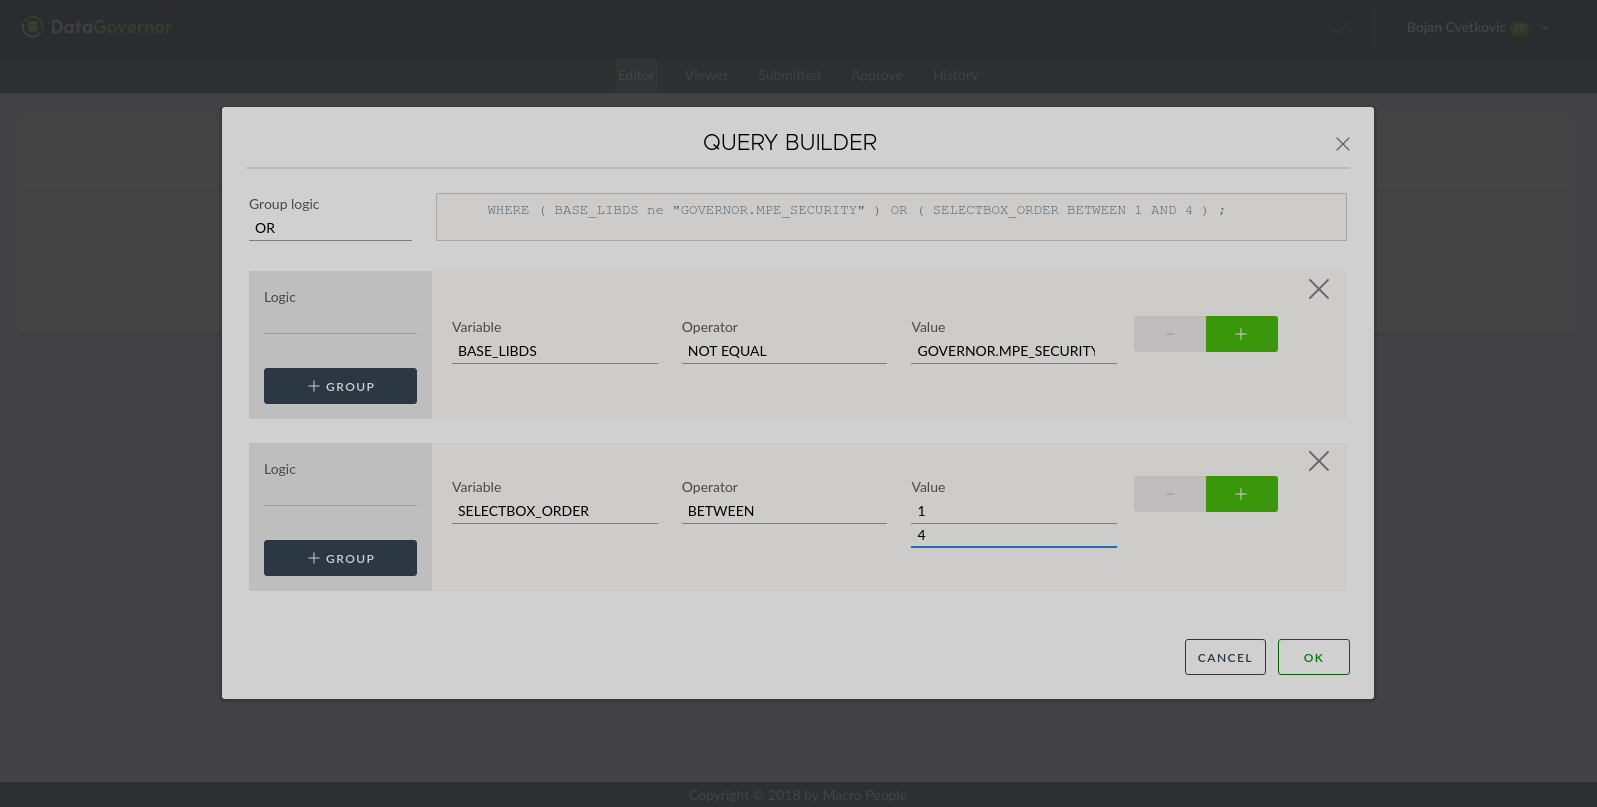 DataGovernor
Bojan Cvetkovic 20
Editor Viewer Submitted Approve History
QUERY BUILDER
Group logic
OR
WHERE ( BASE_LIBDS ne "GOVERNOR.MPE_SECURITY" ) OR ( SELECTBOX_ORDER BETWEEN 1 AND 4 ) ;
Logic
+ GROUP
Variable Operator Value
BASE_LIBDS NOT EQUAL GOVERNOR.MPE_SECURITY
− +
Logic
+ GROUP
Variable Operator Value
SELECTBOX_ORDER BETWEEN 1
4
− +
CANCEL OK
Copyright © 2018 by Macro People